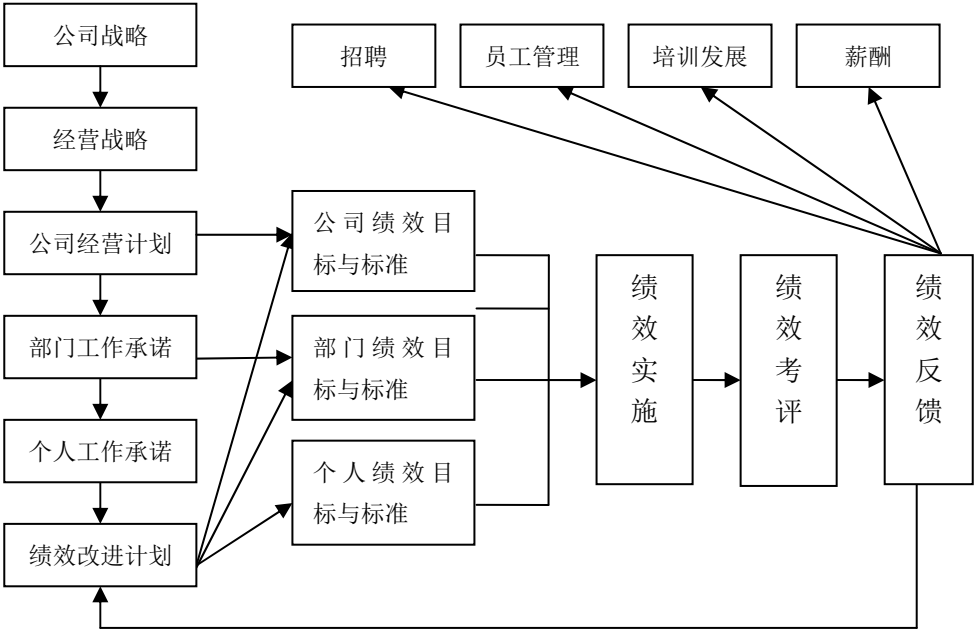 公司战略
招聘
员工管理
培训发展
薪酬
经营战略
公司经营计划
公司绩效目
标与标准
部门工作承诺
部门绩效目
标与标准
个人工作承诺
个人绩效目
标与标准
绩效改进计划
绩效实施
绩效考评
绩效反馈